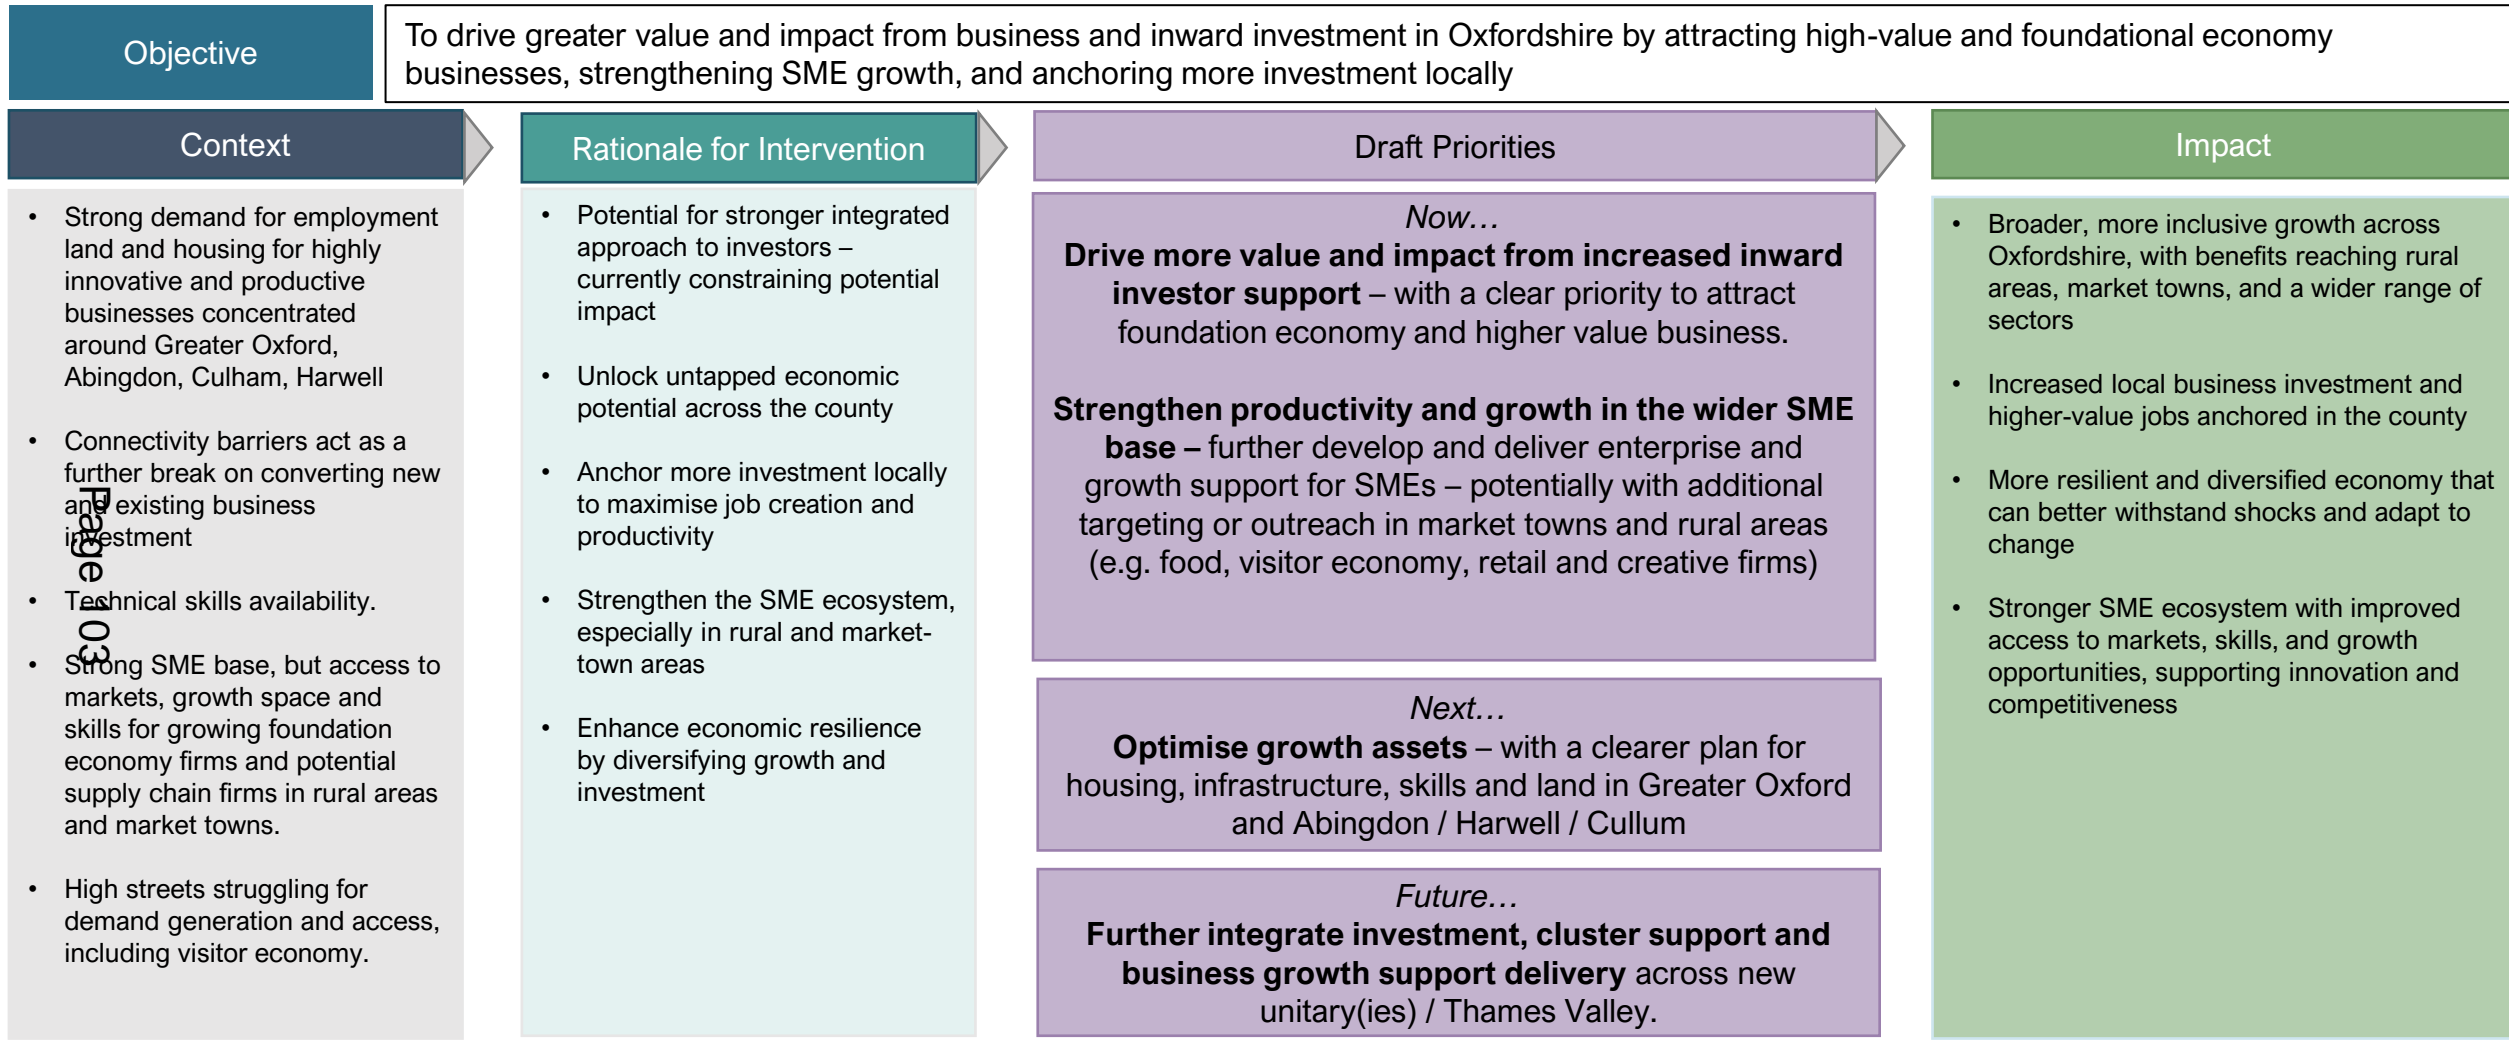 Objective
To drive greater value and impact from business and inward investment in Oxfordshire by attracting high-value and foundational economy
businesses, strengthening SME growth, and anchoring more investment locally
Context
• Strong demand for employment
land and housing for highly
innovative and productive
businesses concentrated
around Greater Oxford,
Abingdon, Culham, Harwell
• Connectivity barriers act as a
further break on converting new
and existing business
investment
• Technical skills availability.
• Strong SME base, but access to
markets, growth space and
skills for growing foundation
economy firms and potential
supply chain firms in rural areas
and market towns.
• High streets struggling for
demand generation and access,
including visitor economy.
Page 103
Rationale for Intervention
• Potential for stronger integrated
approach to investors –
currently constraining potential
impact
• Unlock untapped economic
potential across the county
• Anchor more investment locally
to maximise job creation and
productivity
• Strengthen the SME ecosystem,
especially in rural and market-
town areas
• Enhance economic resilience
by diversifying growth and
investment
Draft Priorities
Now…
Drive more value and impact from increased inward
investor support – with a clear priority to attract
foundation economy and higher value business.
Strengthen productivity and growth in the wider SME
base – further develop and deliver enterprise and
growth support for SMEs – potentially with additional
targeting or outreach in market towns and rural areas
(e.g. food, visitor economy, retail and creative firms)
Next…
Optimise growth assets – with a clearer plan for
housing, infrastructure, skills and land in Greater Oxford
and Abingdon / Harwell / Cullum
Future…
Further integrate investment, cluster support and
business growth support delivery across new
unitary(ies) / Thames Valley.
Impact
• Broader, more inclusive growth across
Oxfordshire, with benefits reaching rural
areas, market towns, and a wider range of
sectors
• Increased local business investment and
higher-value jobs anchored in the county
• More resilient and diversified economy that
can better withstand shocks and adapt to
change
• Stronger SME ecosystem with improved
access to markets, skills, and growth
opportunities, supporting innovation and
competitiveness